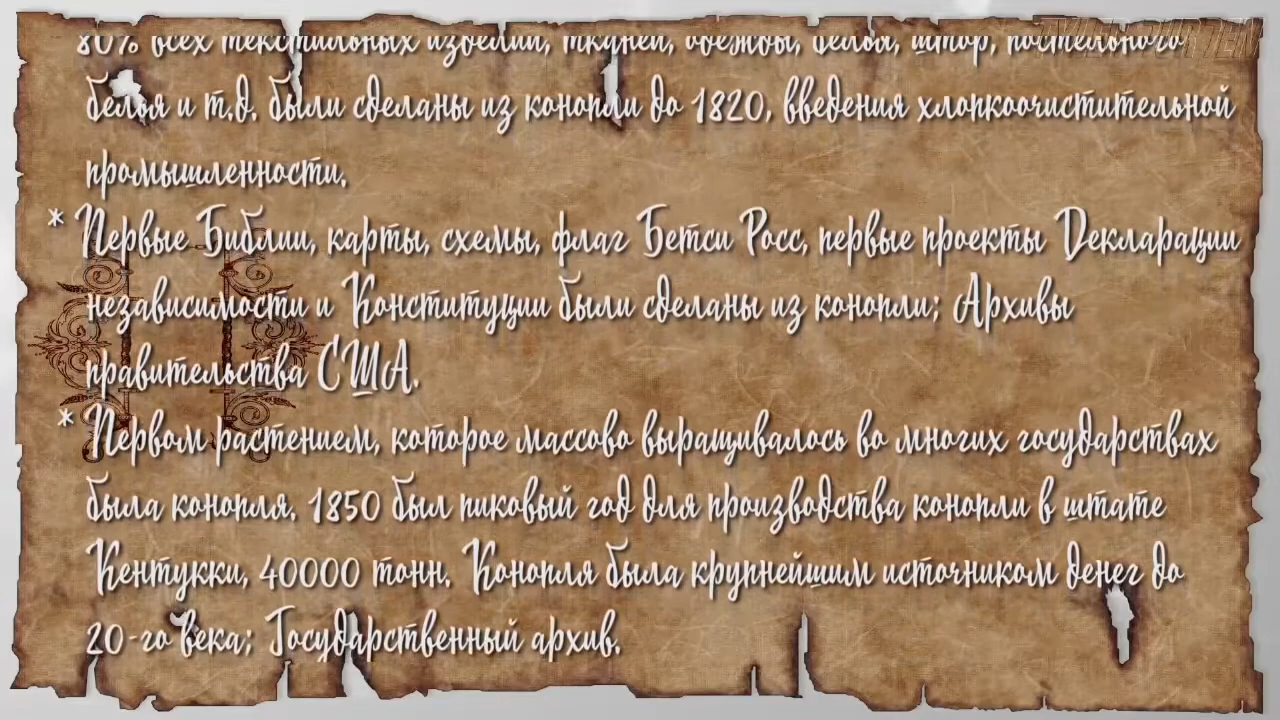 80% всех текстильных изделий, тканей, одежды, белья, штор, постельного
белья и т.д. были сделаны из конопли до 1820, введения хлопкоочистительной
промышленности.
* Первые Библии, карты, схемы, флаг Бетси Росс, первые проекты Декларации
независимости и Конституции были сделаны из конопли; Архивы
правительства США.
* Первом растением, которое массово выращивалось во многих государствах
была конопля, 1850 был пиковый год для производства конопли в штате
Кентукки, 40000 тонн. Конопля была крупнейшим источником денег до
20-го века; Государственный архив.